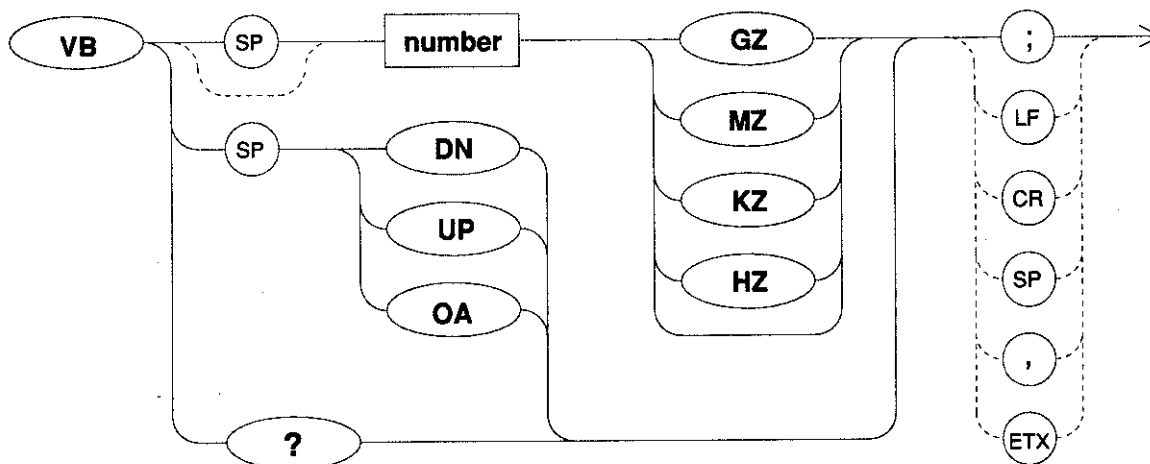 VB SP number GZ ;
MZ LF
SP DN
KZ CR
UP
HZ SP
OA
,
? ETX